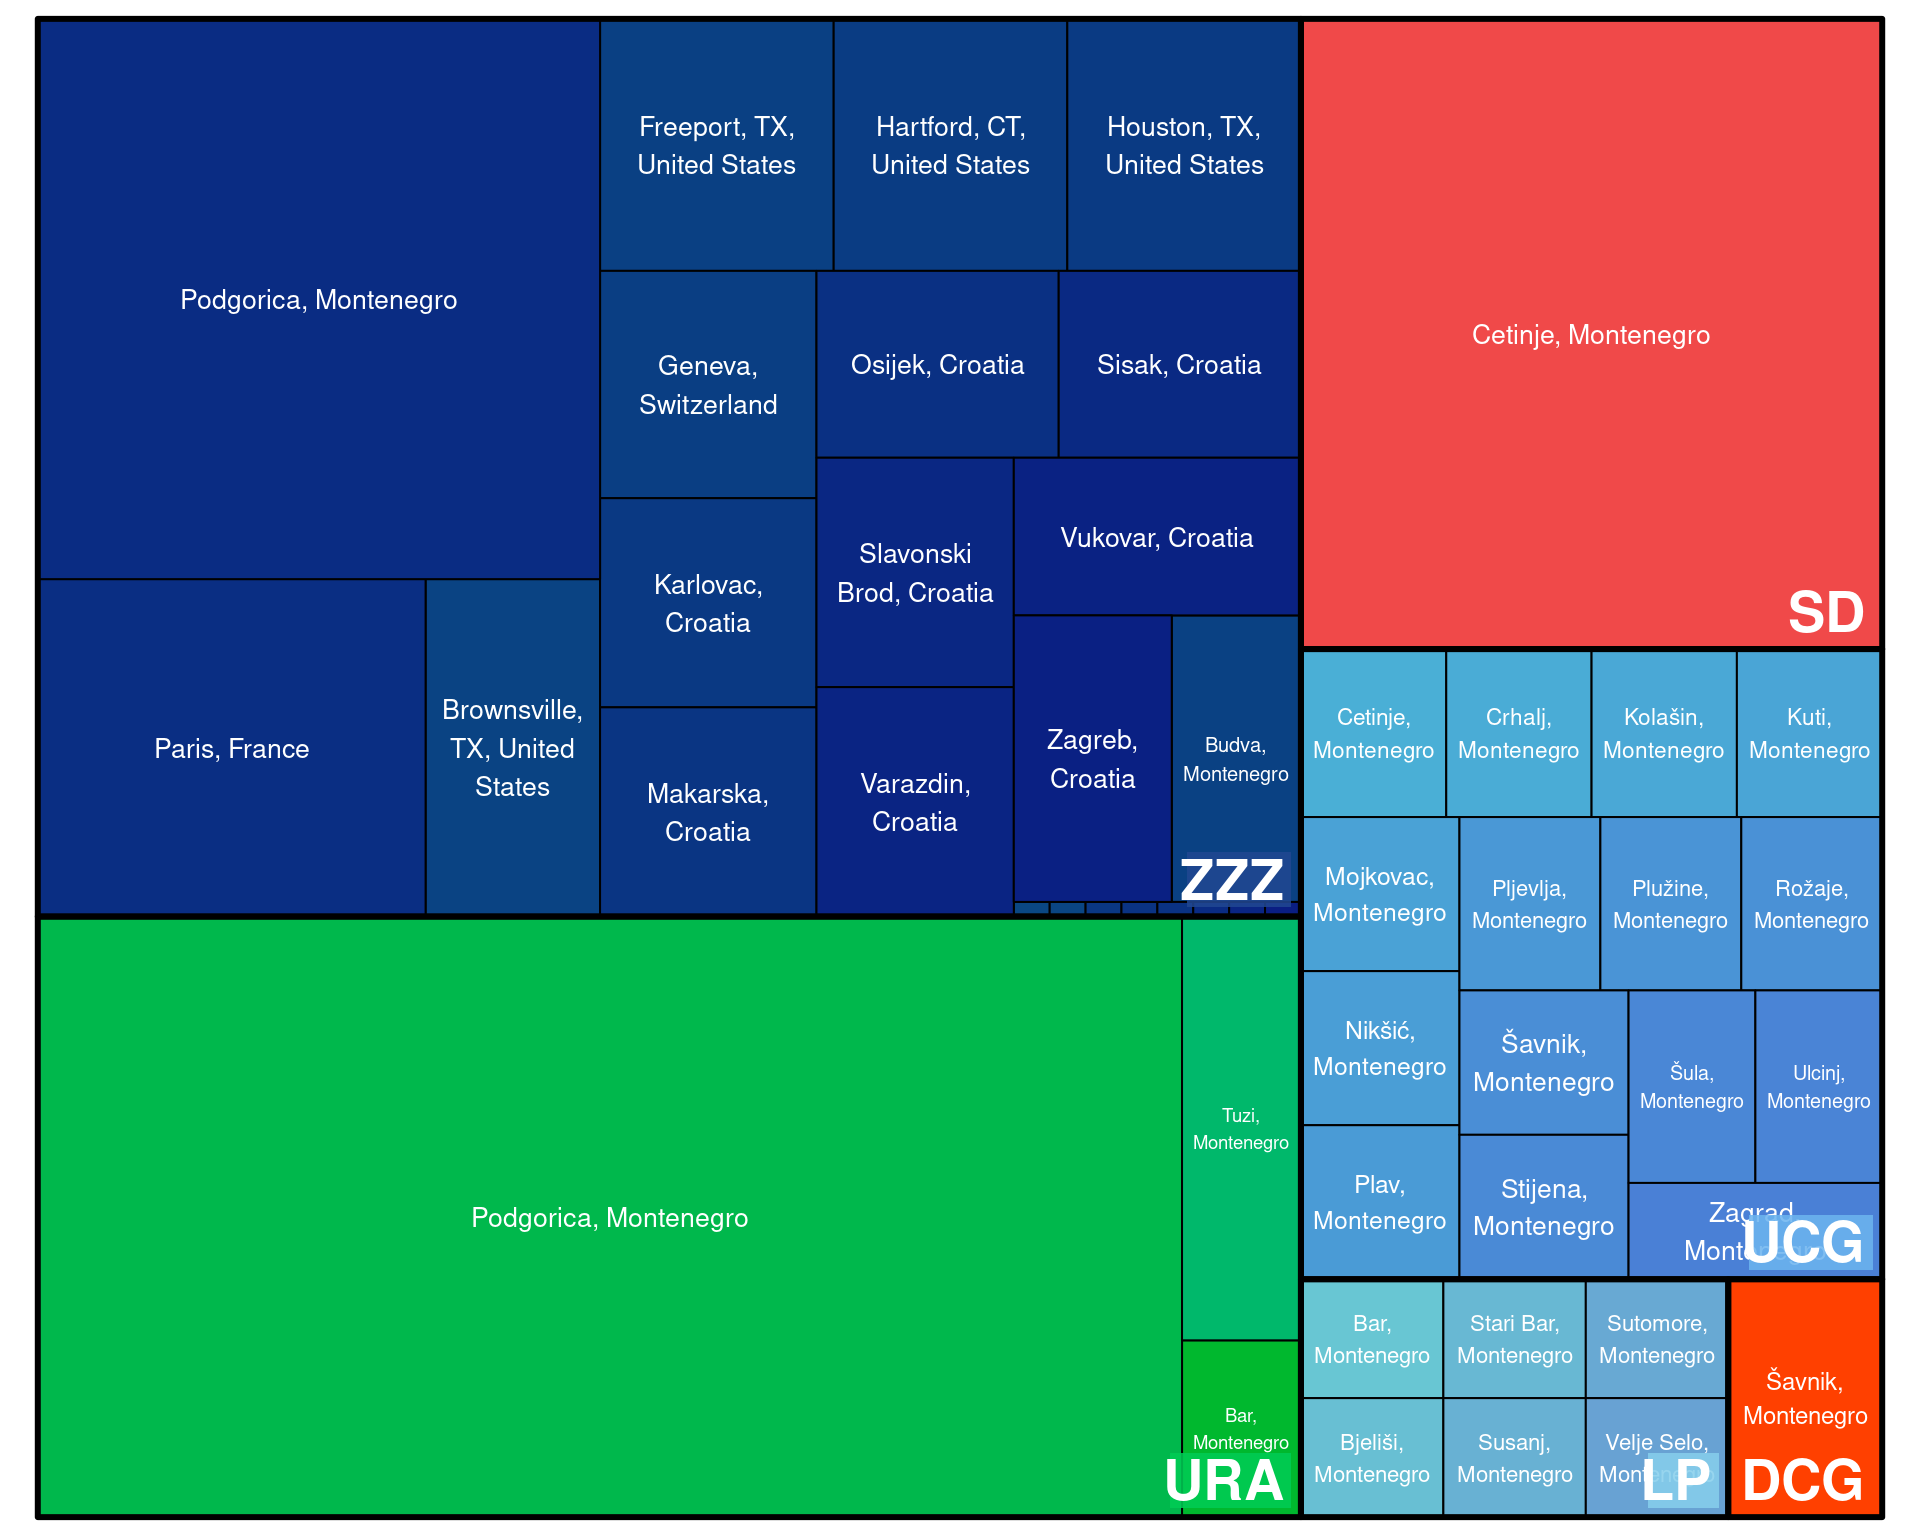 Podgorica, Montenegro
Paris, France
Brownsville,
TX, United
States
Freeport, TX,
United States
Hartford, CT,
United States
Houston, TX,
United States
Geneva,
Switzerland
Osijek, Croatia
Sisak, Croatia
Karlovac,
Croatia
Slavonski
Brod, Croatia
Vukovar, Croatia
Makarska,
Croatia
Varazdin,
Croatia
Zagreb,
Croatia
Budva,
Montenegro
ZZZ
Podgorica, Montenegro
Tuzi,
Montenegro
Bar,
Montenegro
URA
Cetinje, Montenegro
SD
Cetinje,
Montenegro
Crhalj,
Montenegro
Kolašin,
Montenegro
Kuti,
Montenegro
Mojkovac,
Montenegro
Pljevlja,
Montenegro
Plužine,
Montenegro
Rožaje,
Montenegro
Nikšić,
Montenegro
Šavnik,
Montenegro
Šula,
Montenegro
Ulcinj,
Montenegro
Plav,
Montenegro
Stijena,
Montenegro
Zagrad,
Montenegro
UCG
Bar,
Montenegro
Stari Bar,
Montenegro
Sutomore,
Montenegro
Bjeliši,
Montenegro
Susanj,
Montenegro
Velje Selo,
Montenegro
LP
Šavnik,
Montenegro
DCG